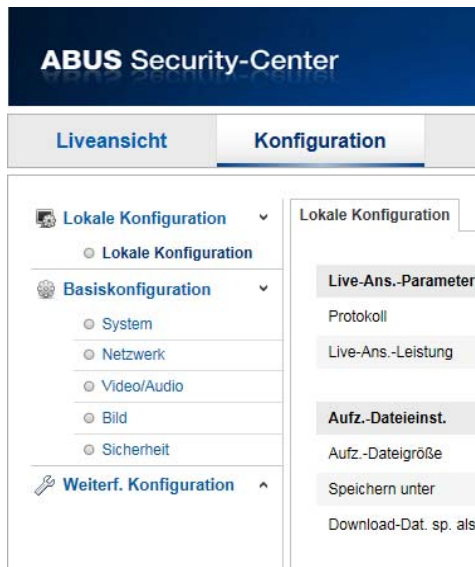 ABUS Security-Center
Liveansicht
Konfiguration
Lokale Konfiguration
Lokale Konfiguration
Basiskonfiguration
System
Netzwerk
Video/Audio
Bild
Sicherheit
Weiterf. Konfiguration
Lokale Konfiguration
Live-Ans.-Parameter
Protokoll
Live-Ans.-Leistung
Aufz.-Dateieinst.
Aufz.-Dateigröße
Speichern unter
Download-Dat. sp. als